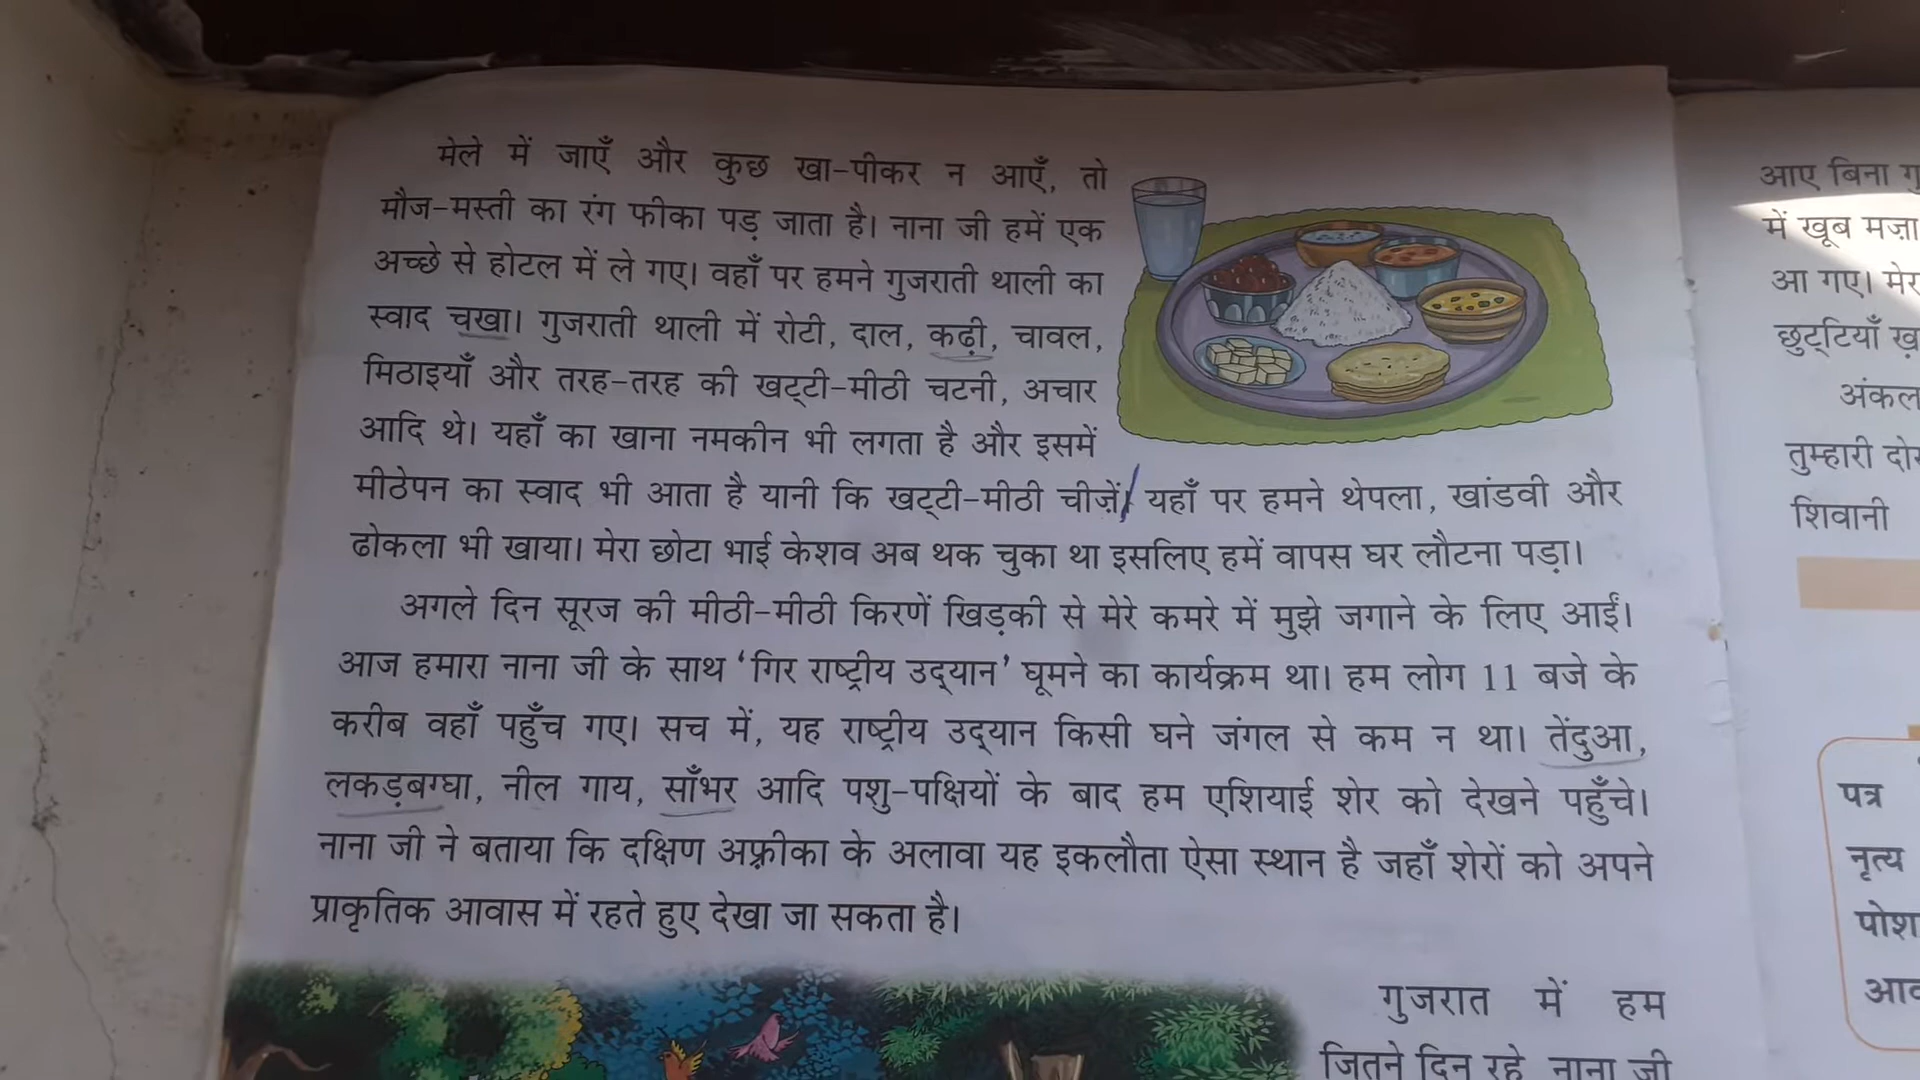 मेले में जाएँ और कुछ खा-पीकर न आएँ, तो
मौज-मस्ती का रंग फीका पड़ जाता है। नाना जी हमें एक
अच्छे से होटल में ले गए। वहाँ पर हमने गुजराती थाली का
स्वाद चखा। गुजराती थाली में रोटी, दाल, कढ़ी, चावल,
मिठाइयाँ और तरह-तरह की खट्टी-मीठी चटनी, अचार
आदि थे। यहाँ का खाना नमकीन भी लगता है और इसमें
मीठेपन का स्वाद भी आता है यानी कि खट्टी-मीठी चीज़ें। यहाँ पर हमने थेपला, खांडवी और
ढोकला भी खाया। मेरा छोटा भाई केशव अब थक चुका था इसलिए हमें वापस घर लौटना पड़ा।
अगले दिन सूरज की मीठी-मीठी किरणें खिड़की से मेरे कमरे में मुझे जगाने के लिए आईं।
आज हमारा नाना जी के साथ ‘गिर राष्ट्रीय उद्यान’ घूमने का कार्यक्रम था। हम लोग 11 बजे के
करीब वहाँ पहुँच गए। सच में, यह राष्ट्रीय उद्यान किसी घने जंगल से कम न था। तेंदुआ,
लकड़बग्घा, नील गाय, साँभर आदि पशु-पक्षियों के बाद हम एशियाई शेर को देखने पहुँचे।
नाना जी ने बताया कि दक्षिण अफ़्रीका के अलावा यह इकलौता ऐसा स्थान है जहाँ शेरों को अपने
प्राकृतिक आवास में रहते हुए देखा जा सकता है।
गुजरात में हम
जितने दिन रहे नाना जी
आए बिना
में खूब मज़ा
आ गए।
छुट्टियाँ
अंकल
तुम्हारी
शिवानी
पत्र
नृत्य